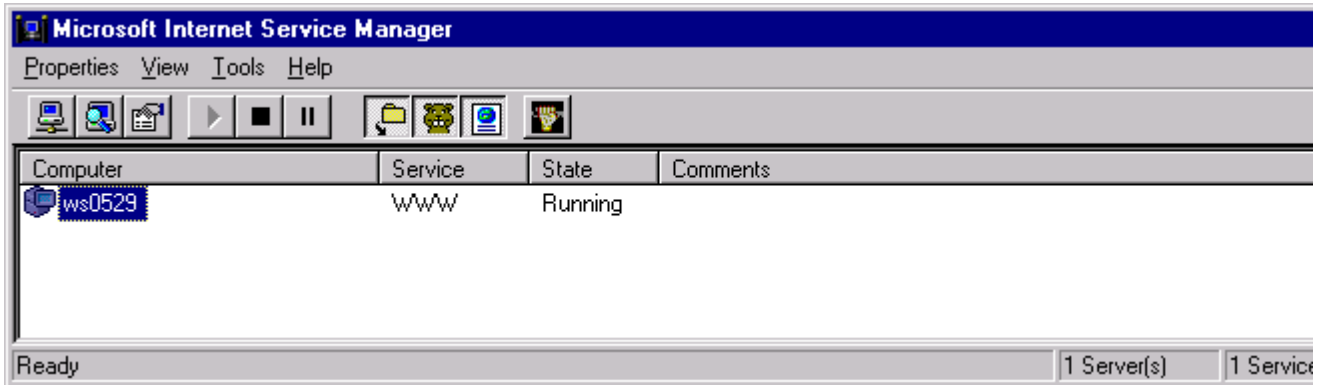 Microsoft Internet Service Manager
Properties View Tools Help
Computer Service State Comments
ws0529 WWW Running
Ready 1 Server(s) 1 Service